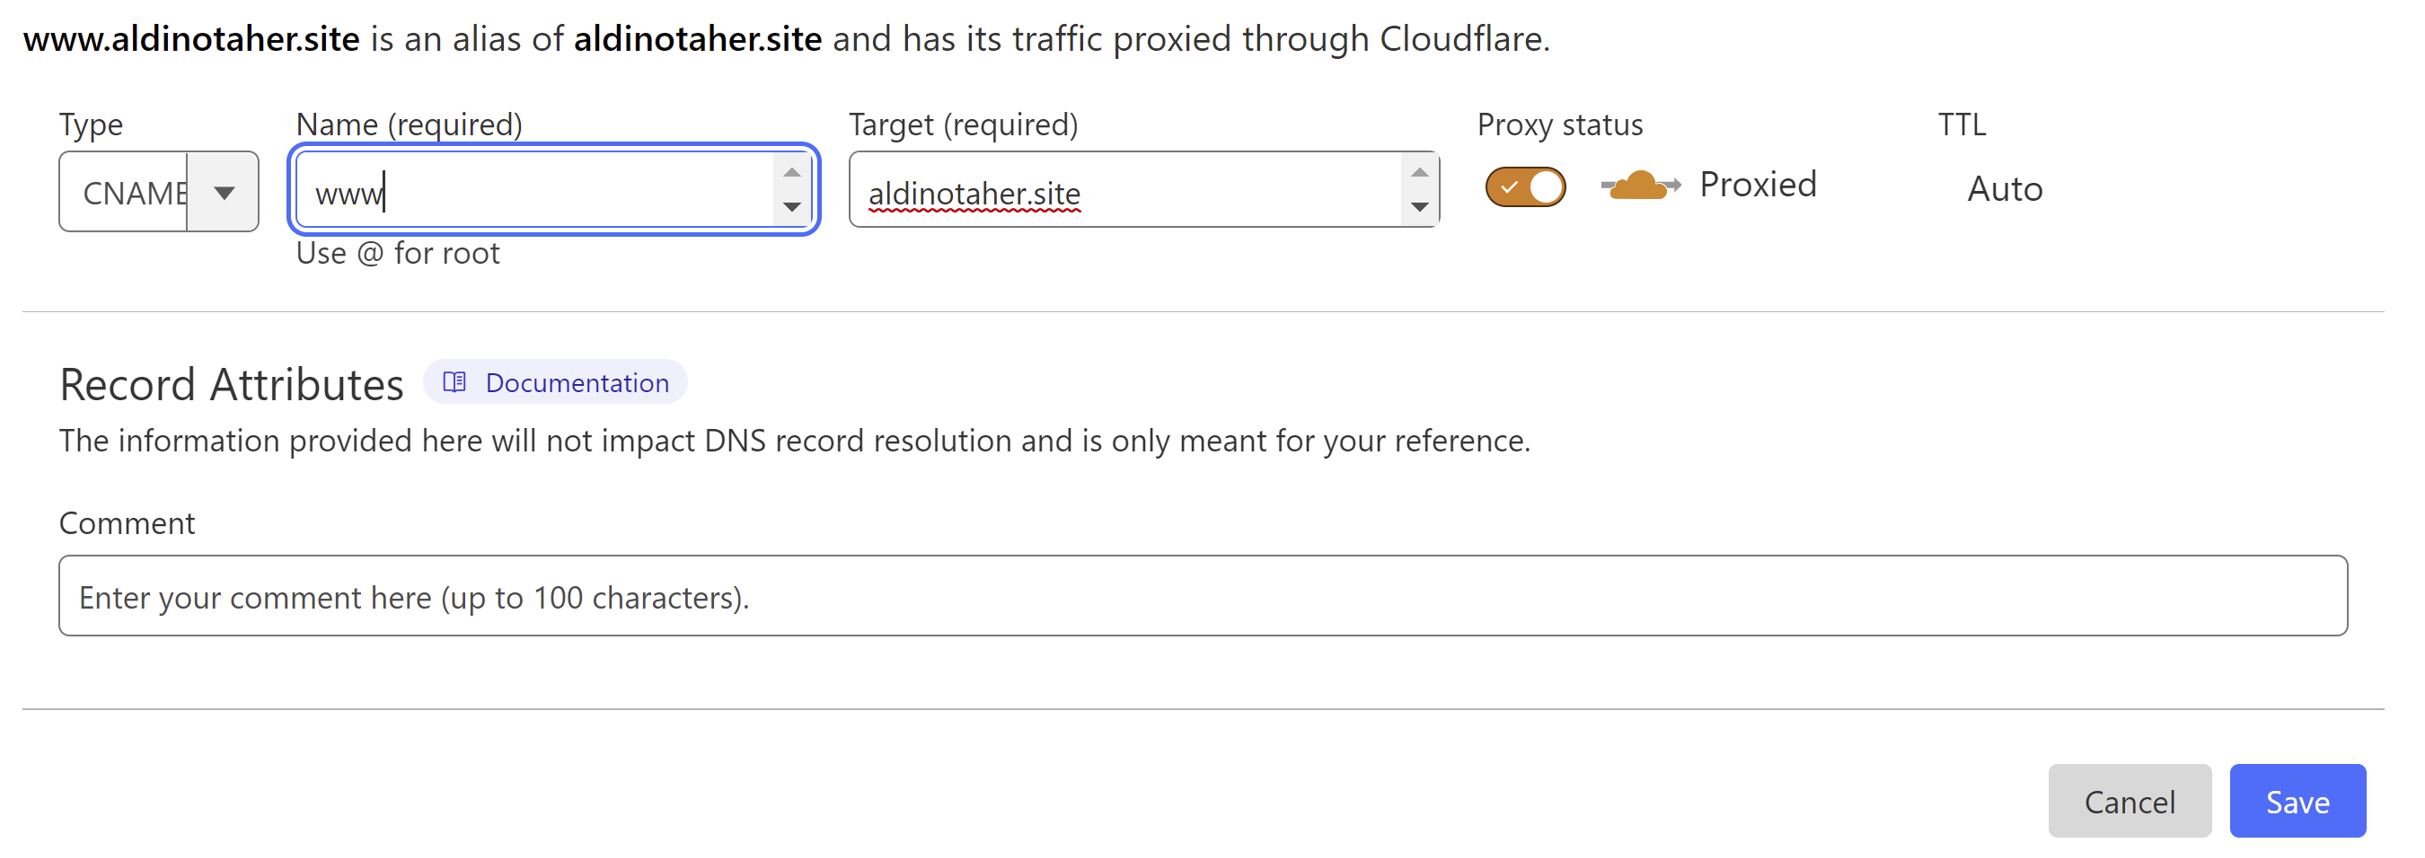 www.aldinotaher.site is an alias of aldinotaher.site and has its traffic proxied through Cloudflare.
Type Name (required) Target (required) Proxy status TTL
CNAME www aldinotaher.site Proxied Auto
Use @ for root
Record Attributes Documentation
The information provided here will not impact DNS record resolution and is only meant for your reference.
Comment
Enter your comment here (up to 100 characters).
Cancel Save